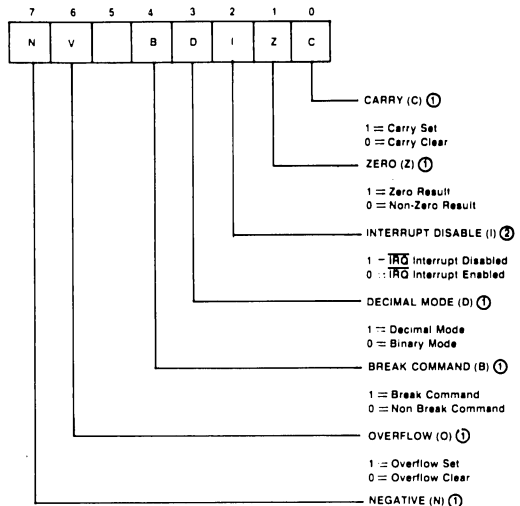 7 6 5 4 3 2 1 0
N V B D I Z C
CARRY (C) ①
1 = Carry Set
0 = Carry Clear
ZERO (Z) ①
1 = Zero Result
0 = Non-Zero Result
INTERRUPT DISABLE (I) ②
1 = I̅R̅Q̅ Interrupt Disabled
0 = I̅R̅Q̅ Interrupt Enabled
DECIMAL MODE (D) ①
1 = Decimal Mode
0 = Binary Mode
BREAK COMMAND (B) ①
1 = Break Command
0 = Non Break Command
OVERFLOW (O) ①
1 = Overflow Set
0 = Overflow Clear
NEGATIVE (N) ①